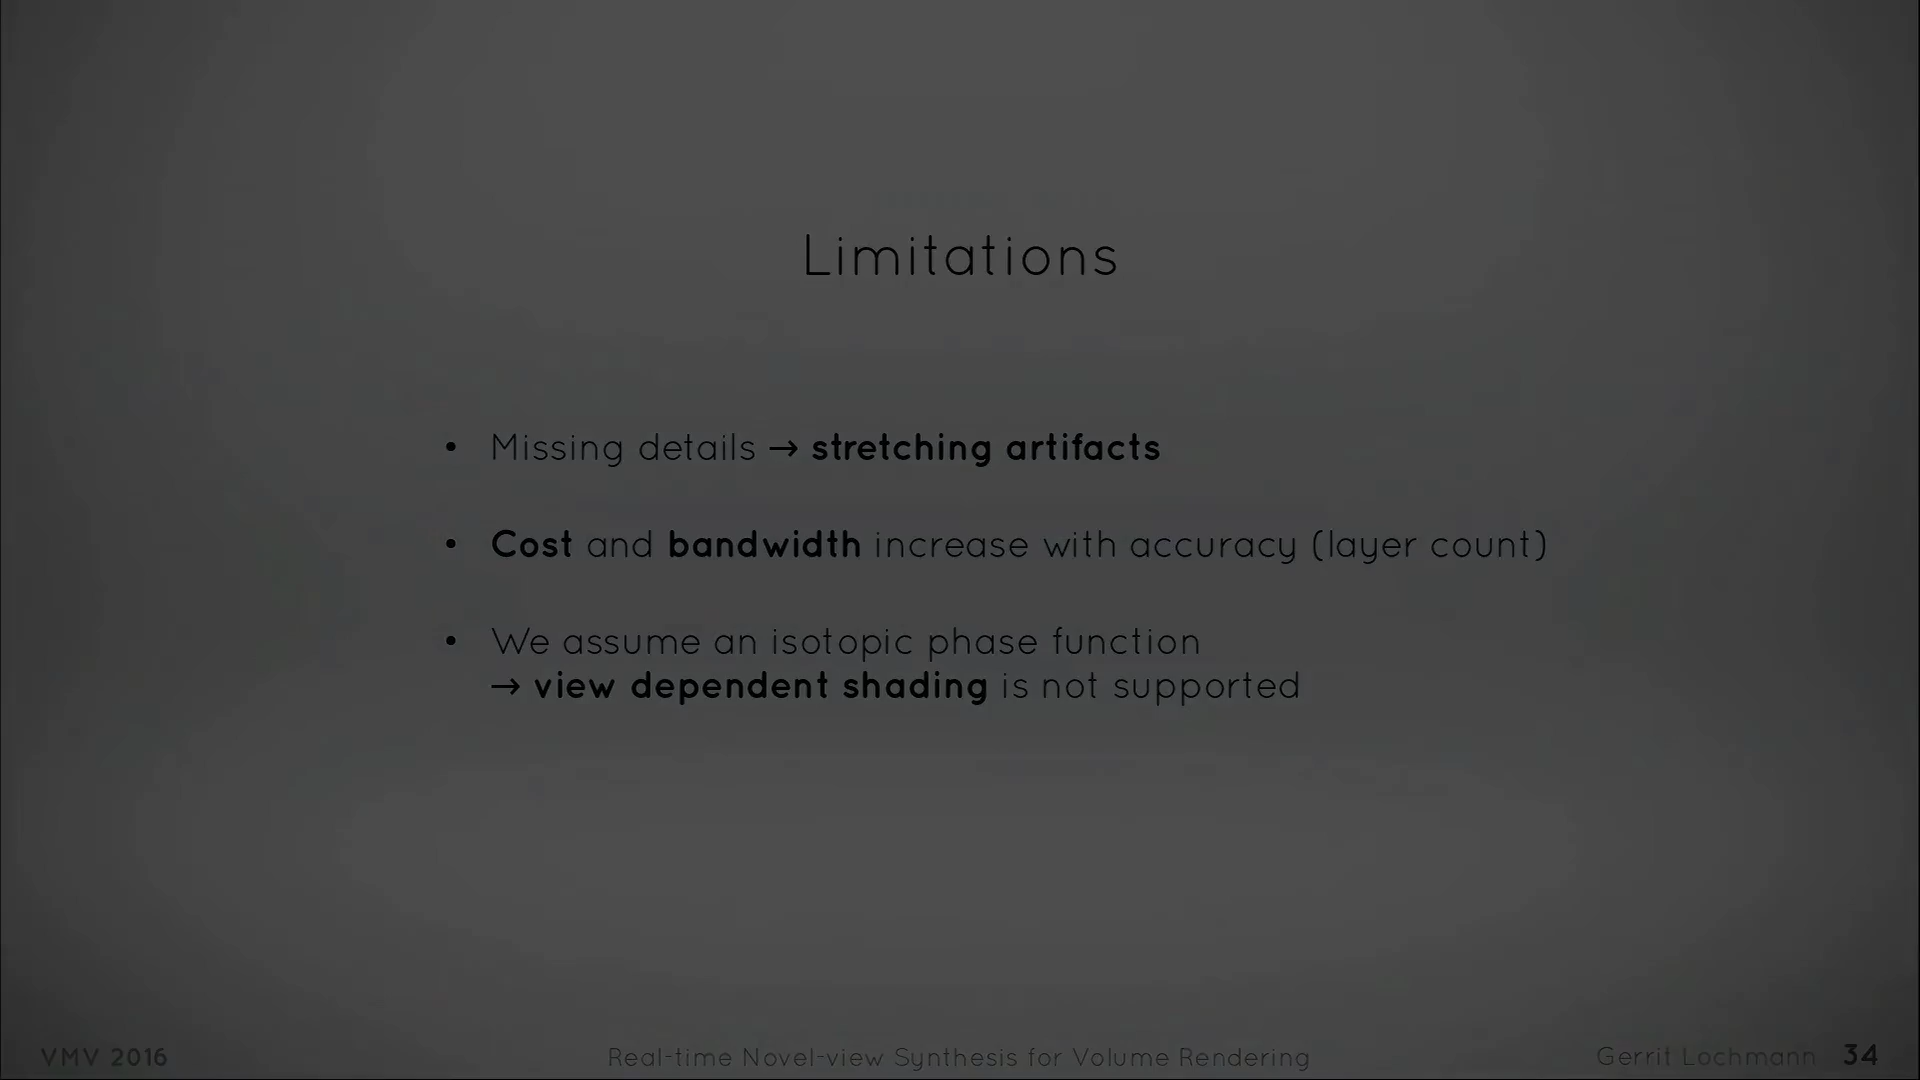 Limitations
• Missing details → stretching artifacts
• Cost and bandwidth increase with accuracy (layer count)
• We assume an isotopic phase function
→ view dependent shading is not supported
VMV 2016 Real-time Novel-view Synthesis for Volume Rendering Gerrit Lochmann 34